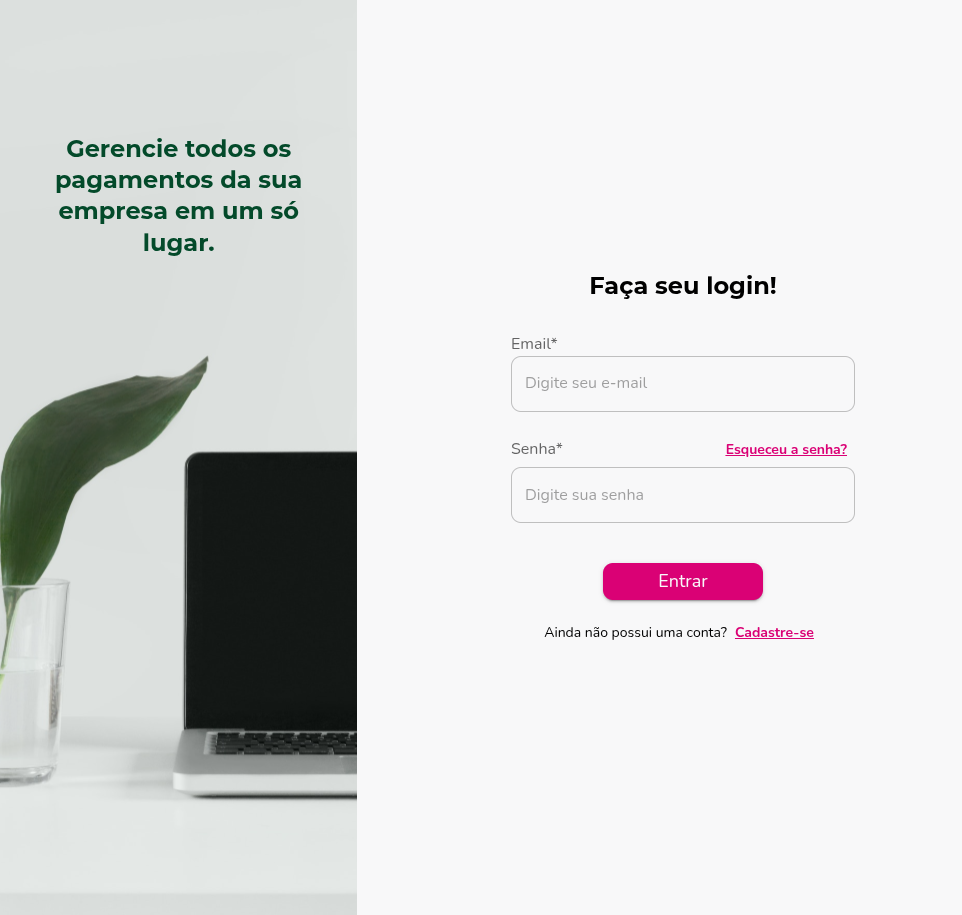 Gerencie todos os
pagamentos da sua
empresa em um só
lugar.
Faça seu login!
Email*
Digite seu e-mail
Senha* Esqueceu a senha?
Digite sua senha
Entrar
Ainda não possui uma conta? Cadastre-se